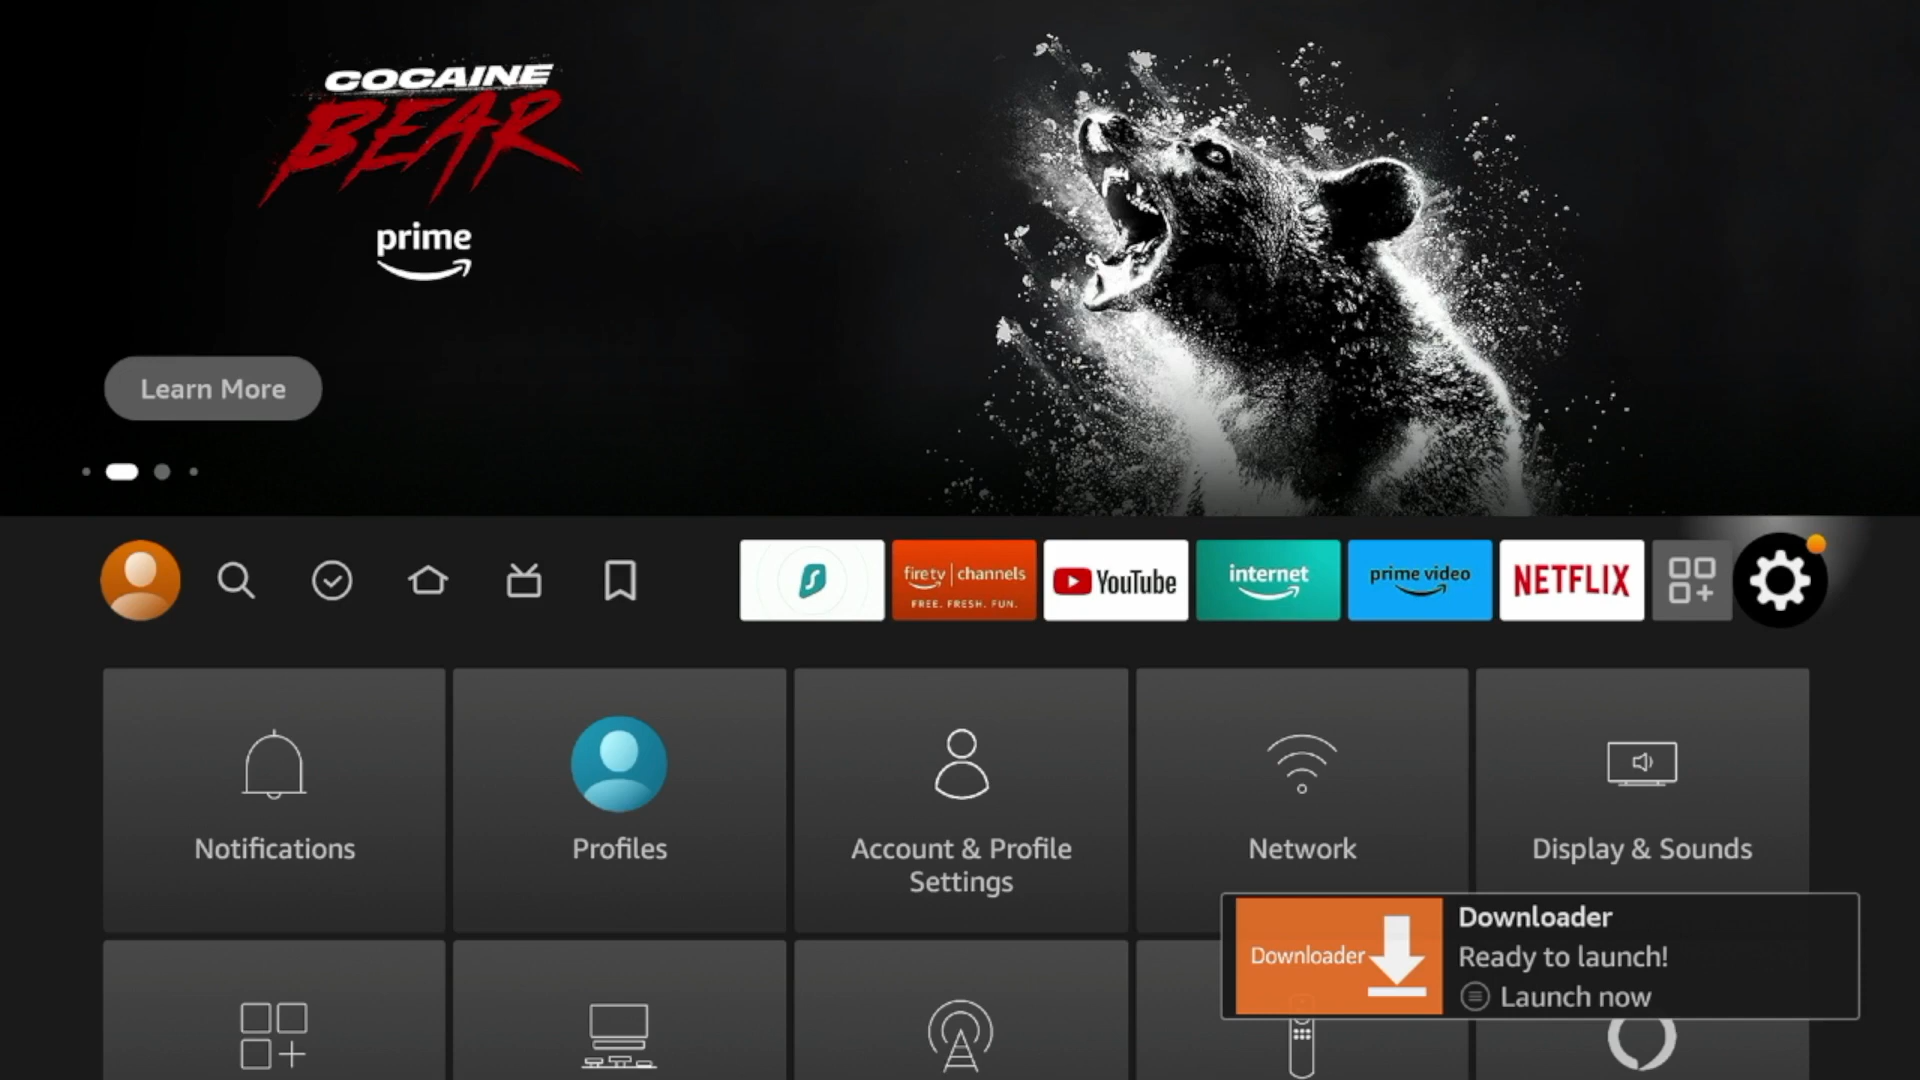 COCAINE
BEAR
prime
Learn More
firetv | channels
FREE. FRESH. FUN.
YouTube
internet
prime video
NETFLIX
Notifications
Profiles
Account & Profile
Settings
Network
Display & Sounds
Downloader
Downloader
Ready to launch!
Launch now